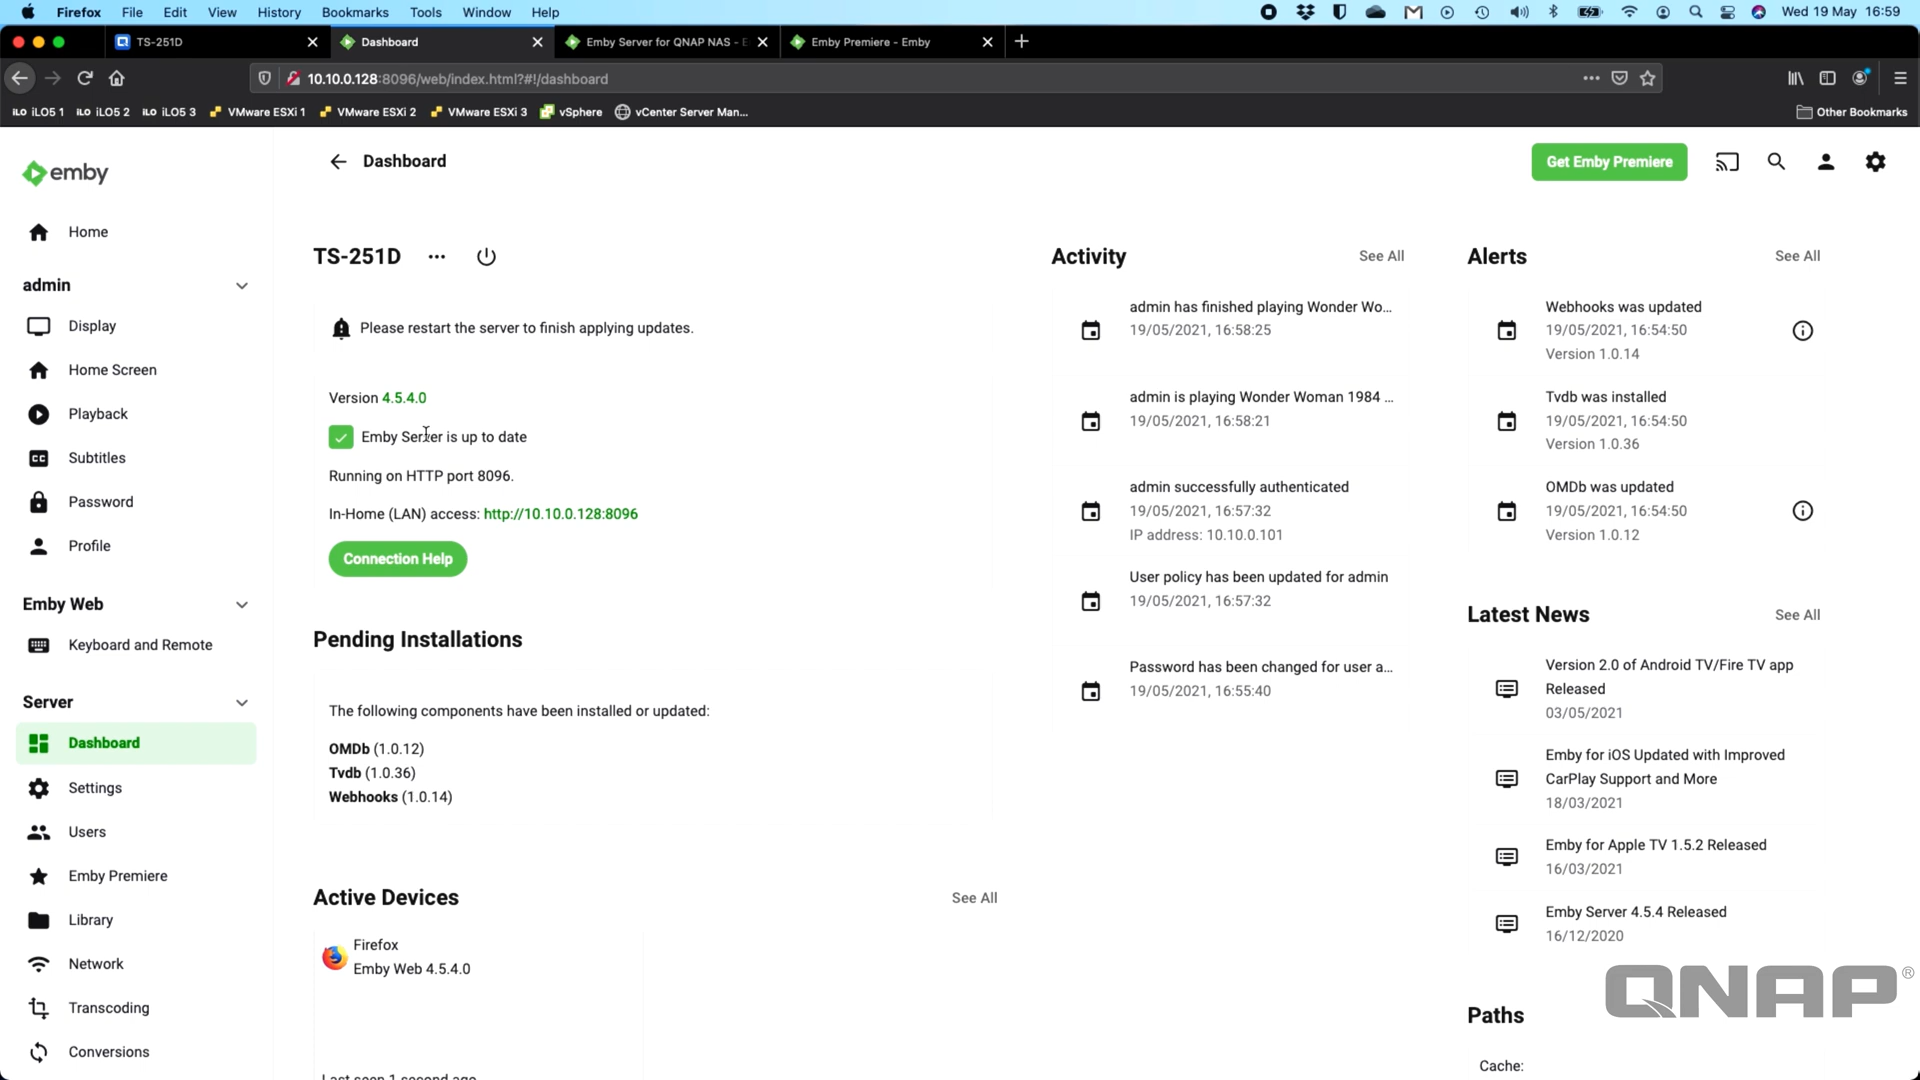 Firefox File Edit View History Bookmarks Tools Window Help
Wed 19 May 16:59
TS-251D
Dashboard
Emby Server for QNAP NAS - E
Emby Premiere - Emby
10.10.0.128:8096/web/index.html?#!/dashboard
iLO iLO5 1
iLO iLO5 2
iLO iLO5 3
VMware ESXi 1
VMware ESXi 2
VMware ESXi 3
vSphere
vCenter Server Man...
Other Bookmarks
emby
Dashboard
Get Emby Premiere
Home
admin
Display
Home Screen
Playback
CC Subtitles
Password
Profile
Emby Web
Keyboard and Remote
Server
Dashboard
Settings
Users
Emby Premiere
Library
Network
Transcoding
Conversions
TS-251D
Please restart the server to finish applying updates.
Version 4.5.4.0
Emby Server is up to date
Running on HTTP port 8096.
In-Home (LAN) access: http://10.10.0.128:8096
Connection Help
Pending Installations
The following components have been installed or updated:
OMDb (1.0.12)
Tvdb (1.0.36)
Webhooks (1.0.14)
Active Devices
See All
Firefox
Emby Web 4.5.4.0
Last seen 1 second ago
Activity
See All
admin has finished playing Wonder Wo...
19/05/2021, 16:58:25
admin is playing Wonder Woman 1984 ...
19/05/2021, 16:58:21
admin successfully authenticated
19/05/2021, 16:57:32
IP address: 10.10.0.101
User policy has been updated for admin
19/05/2021, 16:57:32
Password has been changed for user a...
19/05/2021, 16:55:40
Alerts
See All
Webhooks was updated
19/05/2021, 16:54:50
Version 1.0.14
Tvdb was installed
19/05/2021, 16:54:50
Version 1.0.36
OMDb was updated
19/05/2021, 16:54:50
Version 1.0.12
Latest News
See All
Version 2.0 of Android TV/Fire TV app
Released
03/05/2021
Emby for iOS Updated with Improved
CarPlay Support and More
18/03/2021
Emby for Apple TV 1.5.2 Released
16/03/2021
Emby Server 4.5.4 Released
16/12/2020
QNAP®
Paths
Cache: